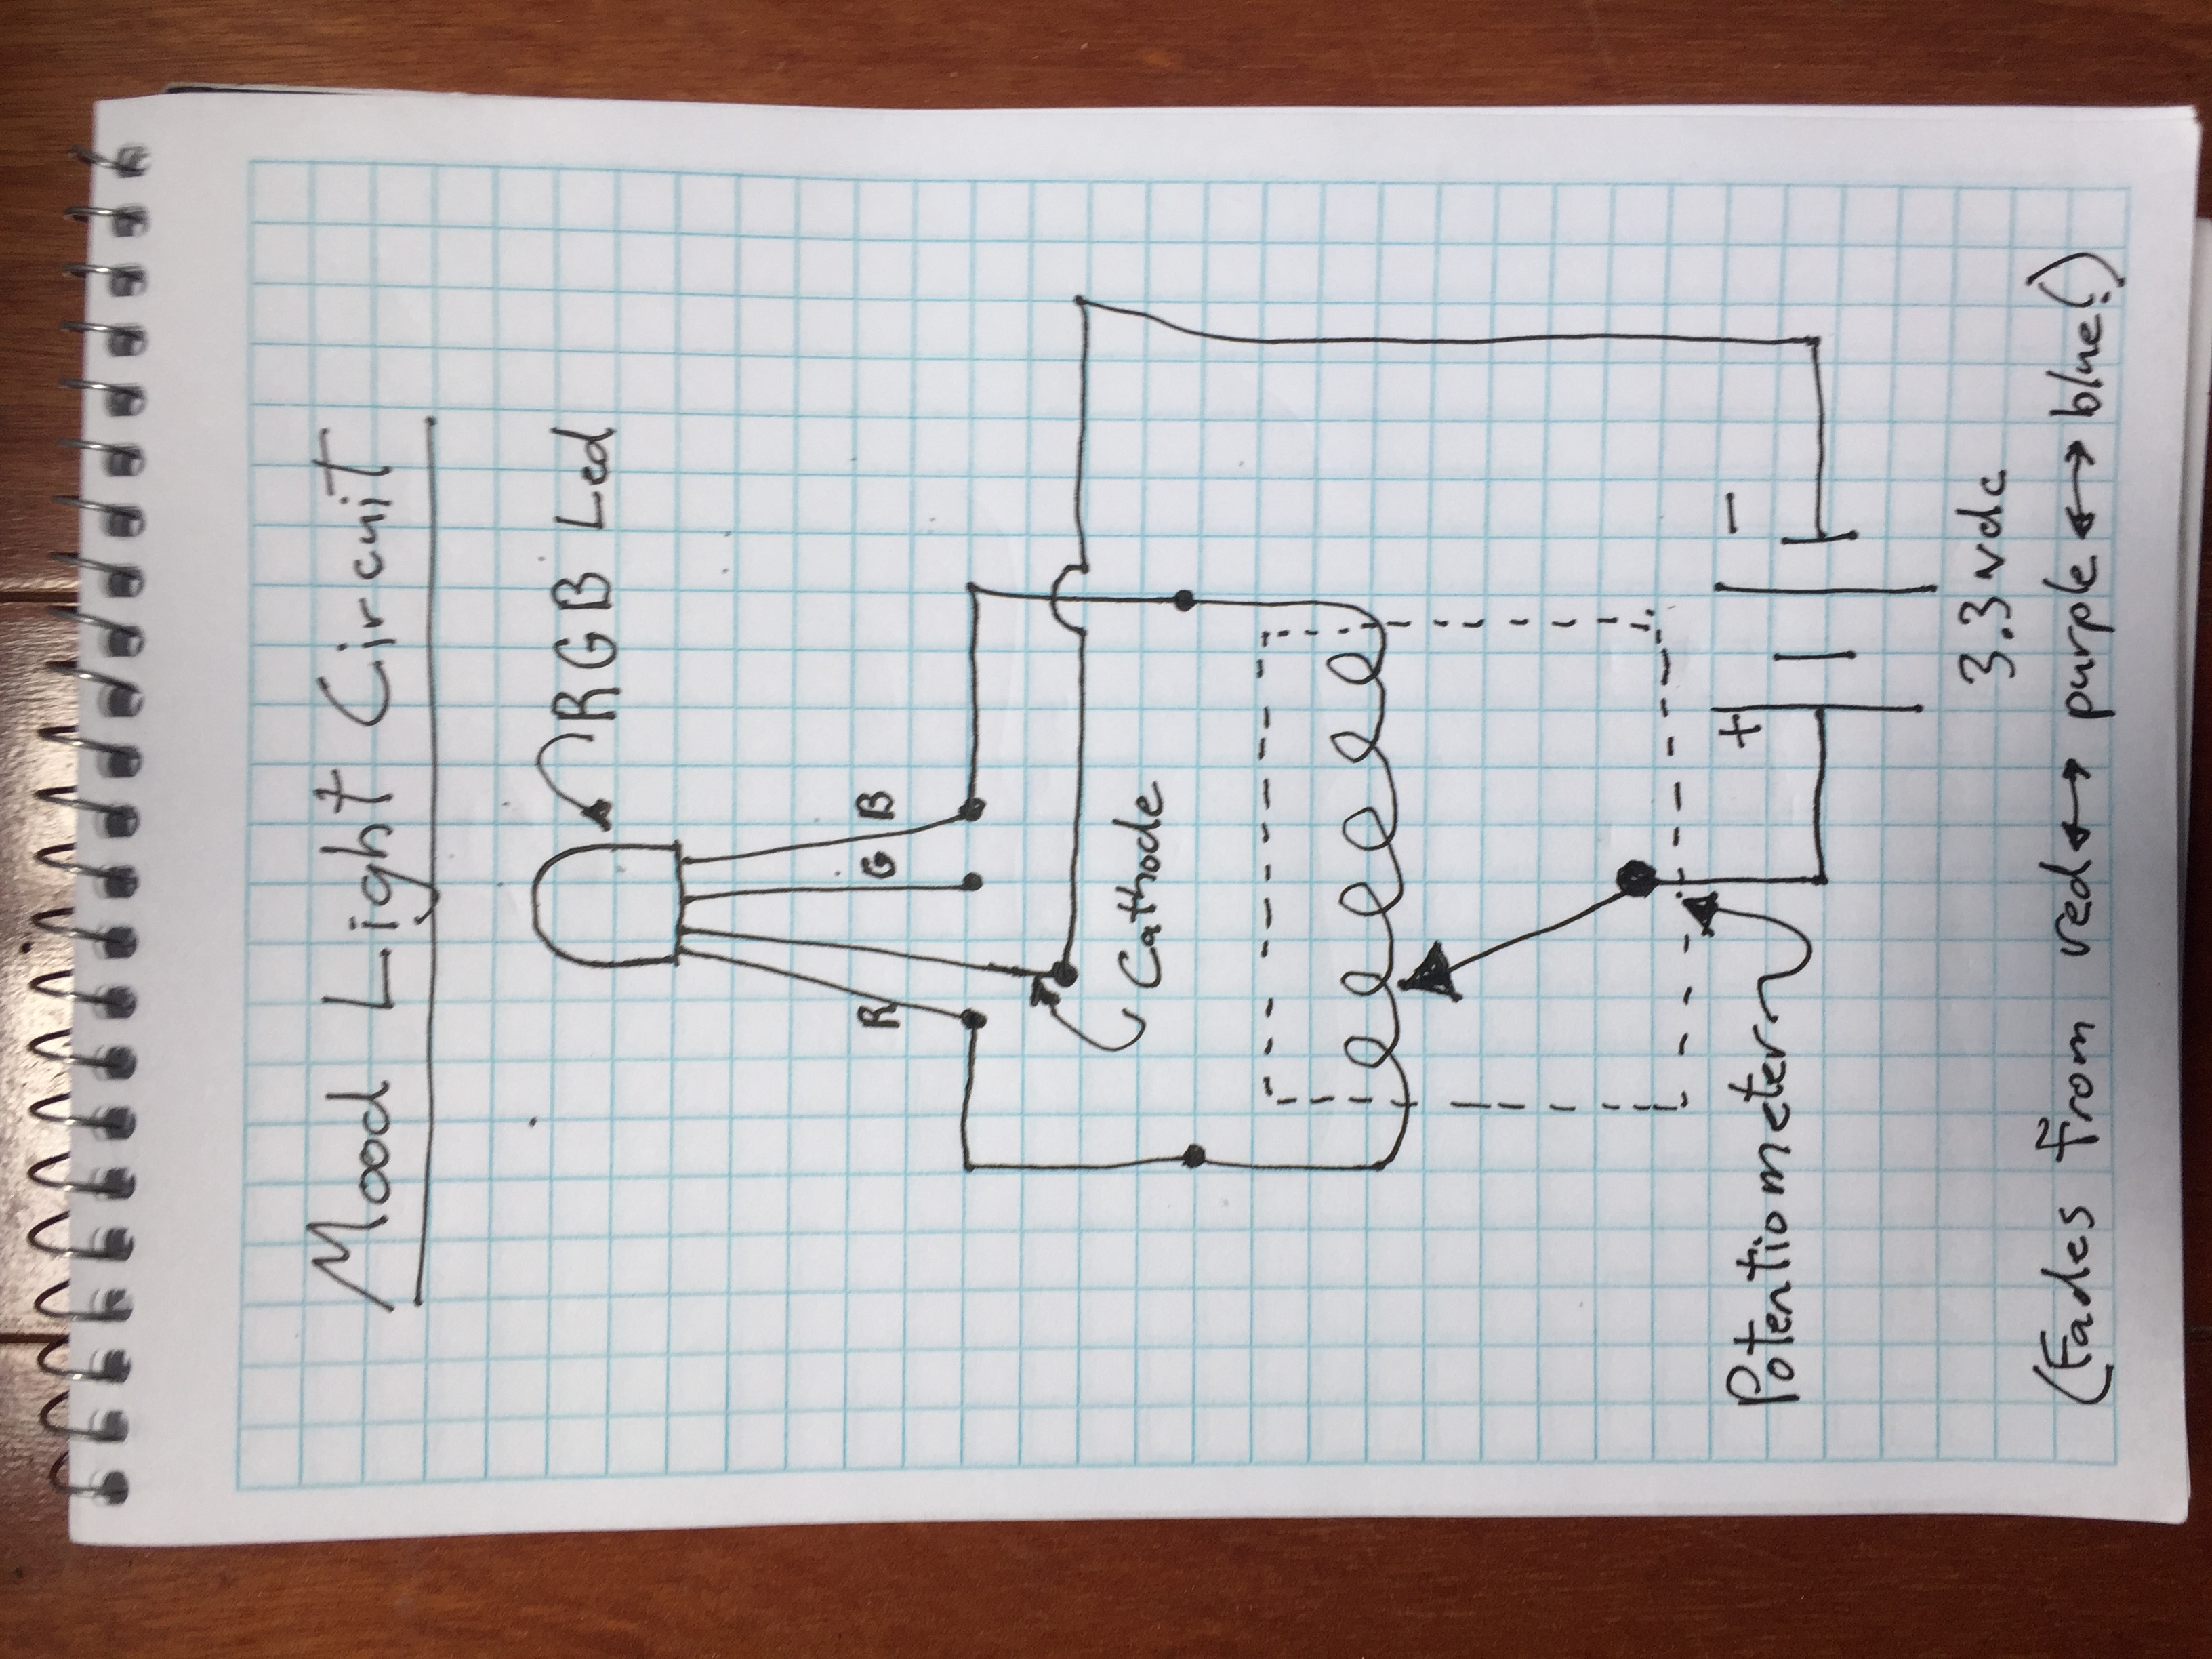 Mood Light Circuit
RGB Led
R G B
Cathode
Potentiometer
+ −
3.3 vdc
(Fades from red ↔ purple ↔ blue!)